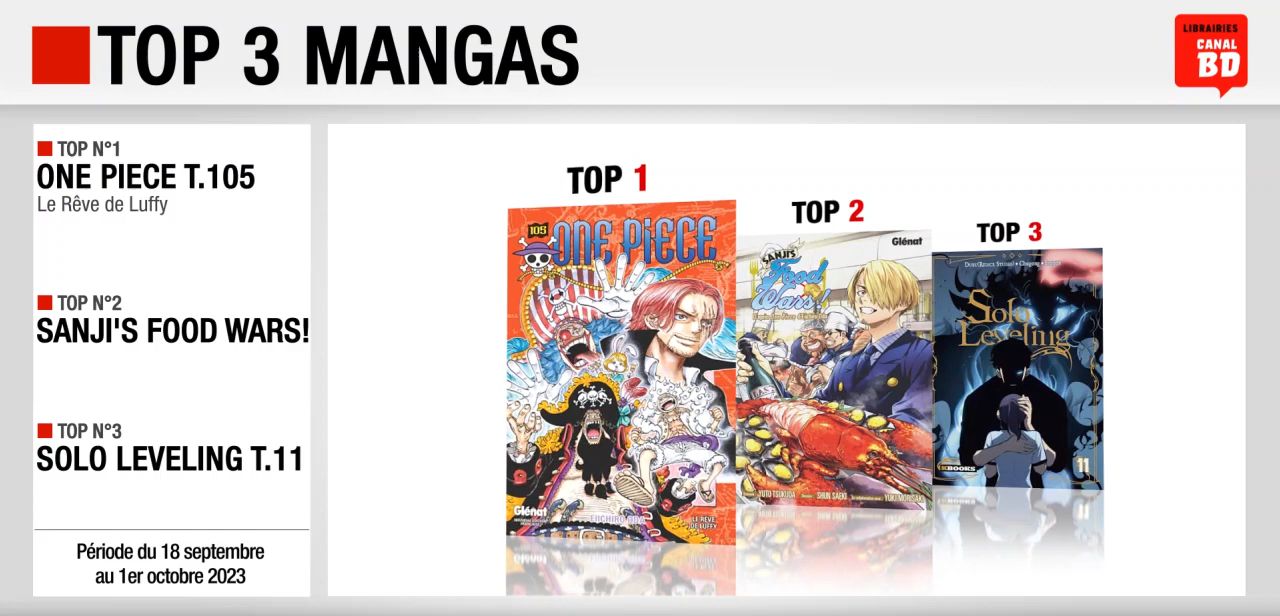 TOP 3 MANGAS
LIBRAIRIES
CANAL
BD
TOP N°1
ONE PIECE T.105
Le Rêve de Luffy
TOP N°2
SANJI'S FOOD WARS!
TOP N°3
SOLO LEVELING T.11
Période du 18 septembre
au 1er octobre 2023
TOP 1
105
ONE PIECE
Glénat
EIICHIRO ODA
LE RÊVE
DE LUFFY
TOP 2
Glénat
SANJI'S
Food
Wars!
YUTO TSUKUDA
SHUN SAEKI
YUKI MORISAKI
TOP 3
Solo
Leveling
KBOOKS
11